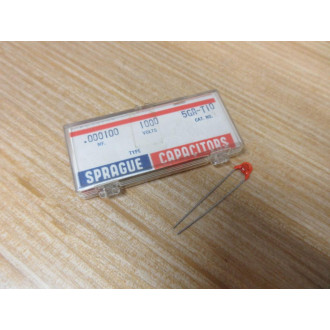 .000100 1000 5GA-T10
MF. VOLTS CAT. NO.
TYPE
SPRAGUE CAPACITORS